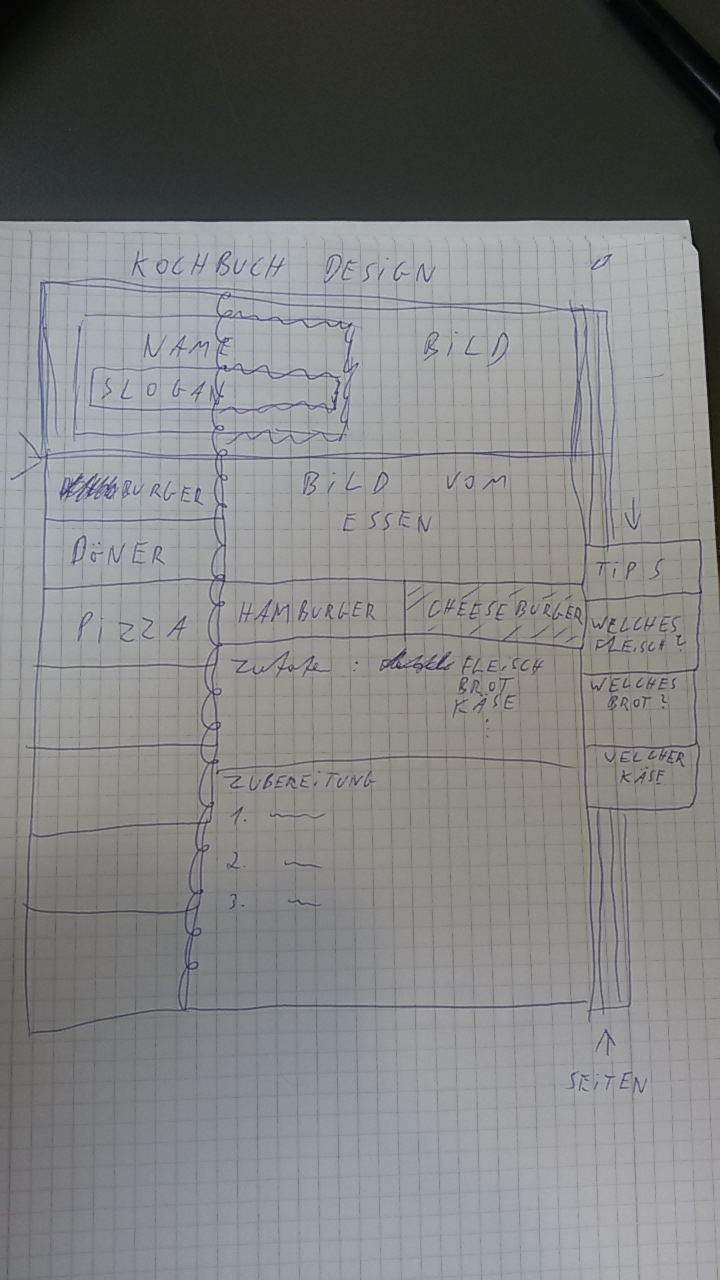 KOCHBUCH DESIGN
NAME
SLOGAN
BILD
BURGER
DÖNER
PIZZA
BILD VOM
ESSEN
HAMBURGER
CHEESEBURGER
Zutate : FLEISCH
BROT
KÄSE
ZUBEREITUNG
1.
2.
3.
TIPS
WELCHES
FLEISCH?
WELCHES
BROT?
WELCHER
KÄSE
SEITEN